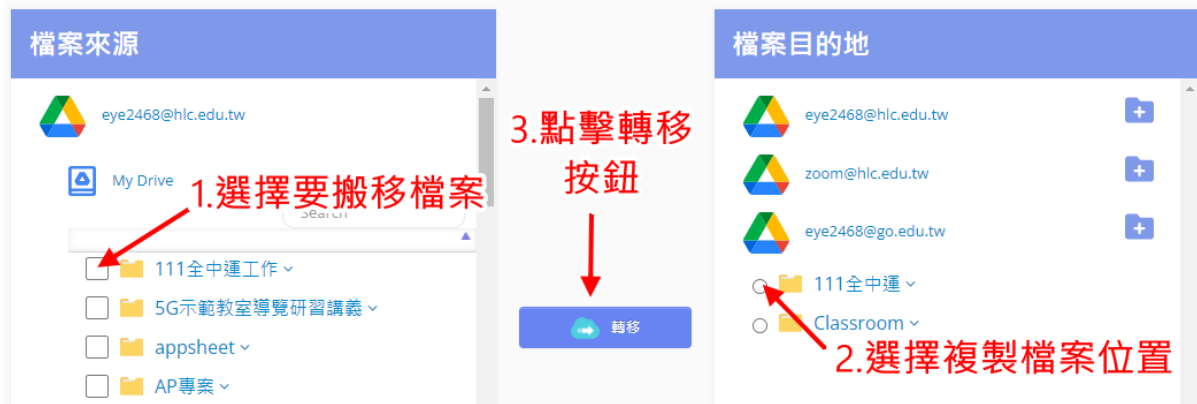 檔案來源
eye2468@hlc.edu.tw
My Drive
1.選擇要搬移檔案
Search
111全中運工作
5G示範教室導覽研習講義
appsheet
AP專案
3.點擊轉移
按鈕
轉移
檔案目的地
eye2468@hlc.edu.tw
zoom@hlc.edu.tw
eye2468@go.edu.tw
111全中運
Classroom
2.選擇複製檔案位置